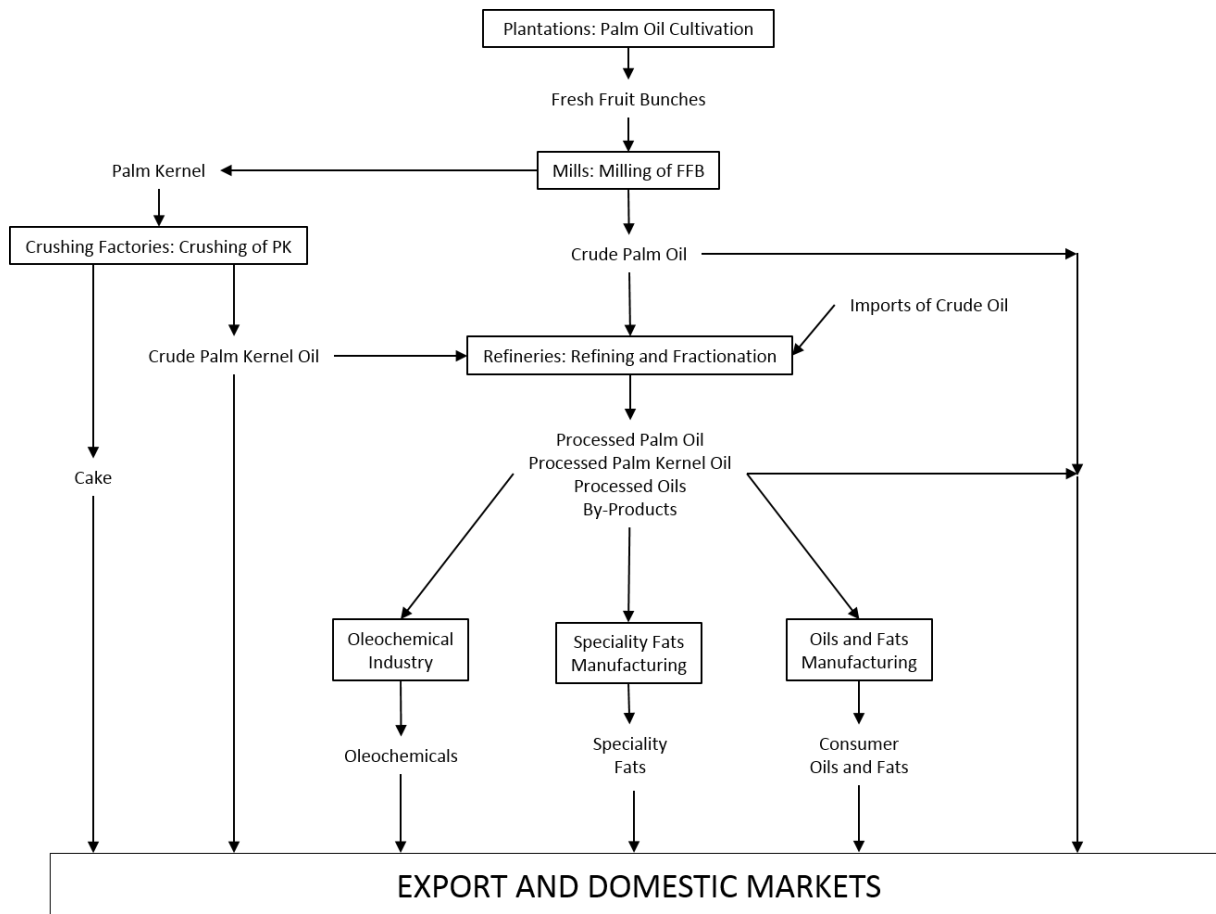 Plantations: Palm Oil Cultivation
Fresh Fruit Bunches
Palm Kernel
Mills: Milling of FFB
Crushing Factories: Crushing of PK
Crude Palm Oil
Imports of Crude Oil
Crude Palm Kernel Oil
Refineries: Refining and Fractionation
Processed Palm Oil
Processed Palm Kernel Oil
Processed Oils
By-Products
Cake
Oleochemical
Industry
Speciality Fats
Manufacturing
Oils and Fats
Manufacturing
Oleochemicals
Speciality
Fats
Consumer
Oils and Fats
EXPORT AND DOMESTIC MARKETS